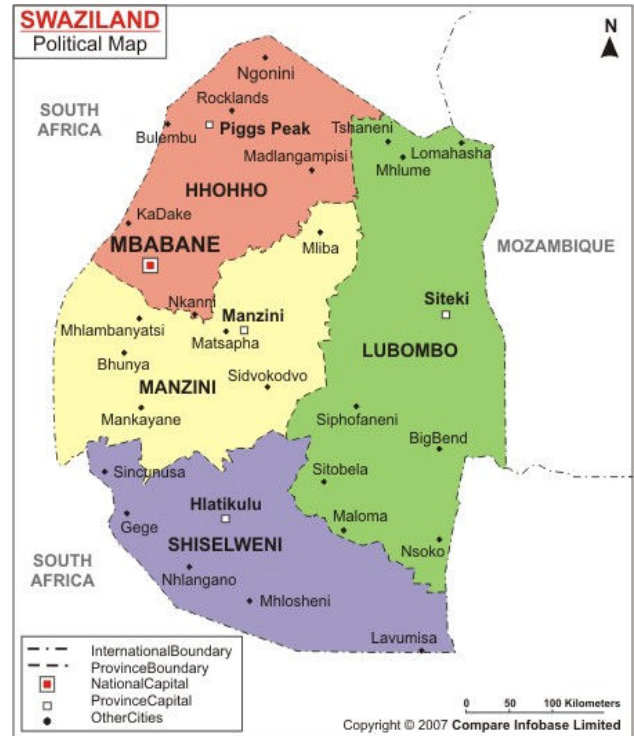 SWAZILAND
Political Map
N
Ngonini
SOUTH
AFRICA
Rocklands
Bulembu
Piggs Peak
Tshaneni
Lomahasha
Madlangampisi
Mhlume
HHOHHO
KaDake
MBABANE
Mliba
MOZAMBIQUE
Nkanni
Manzini
Siteki
Mhlambanyatsi
Matsapha
Bhunya
LUBOMBO
MANZINI
Sidvokodvo
Mankayane
Siphofaneni
BigBend
Sincunusa
Sitobela
Hlatikulu
Gege
Maloma
SHISELWENI
Nsoko
SOUTH
AFRICA
Nhlangano
Mhlosheni
Lavumisa
InternationalBoundary
ProvinceBoundary
NationalCapital
ProvinceCapital
OtherCities
0 50 100 Kilometers
Copyright © 2007 Compare Infobase Limited